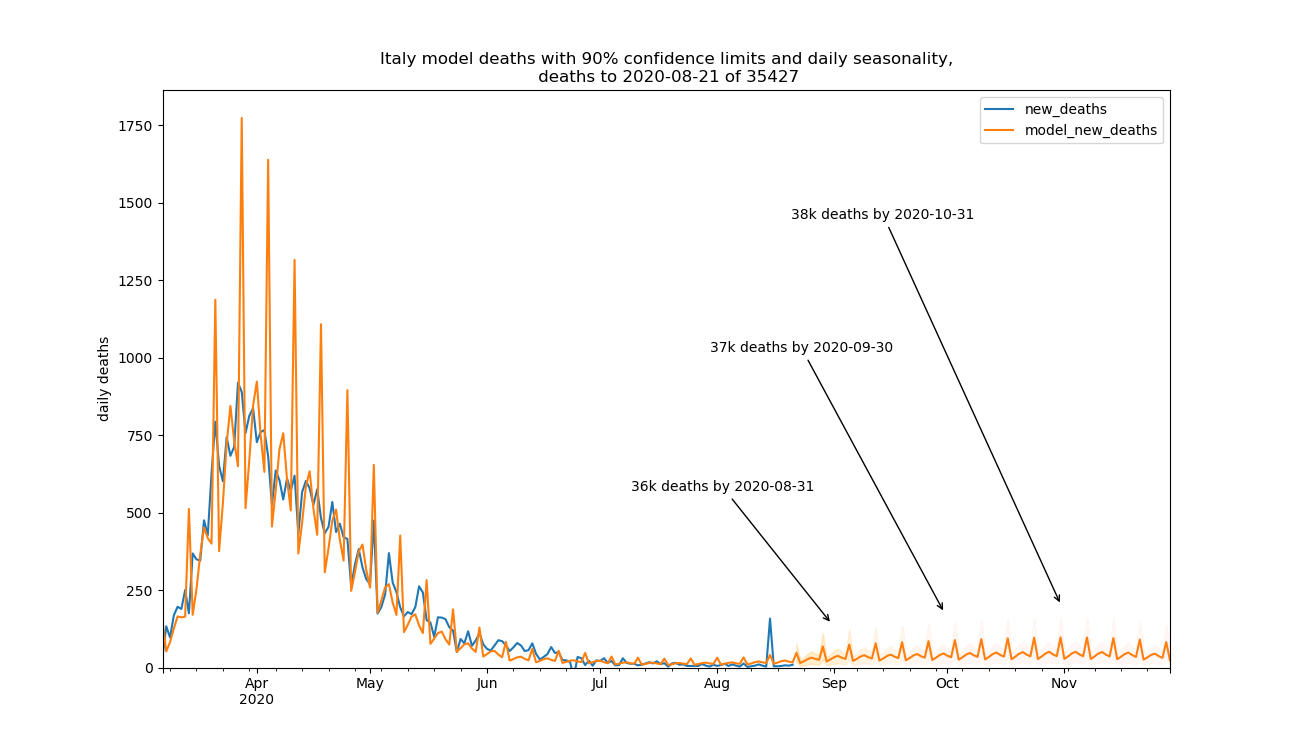 Italy model deaths with 90% confidence limits and daily seasonality,
deaths to 2020-08-21 of 35427
new_deaths
model_new_deaths
1750
1500
1250
1000
750
500
250
0
daily deaths
38k deaths by 2020-10-31
37k deaths by 2020-09-30
36k deaths by 2020-08-31
Apr May Jun Jul Aug Sep Oct Nov
2020